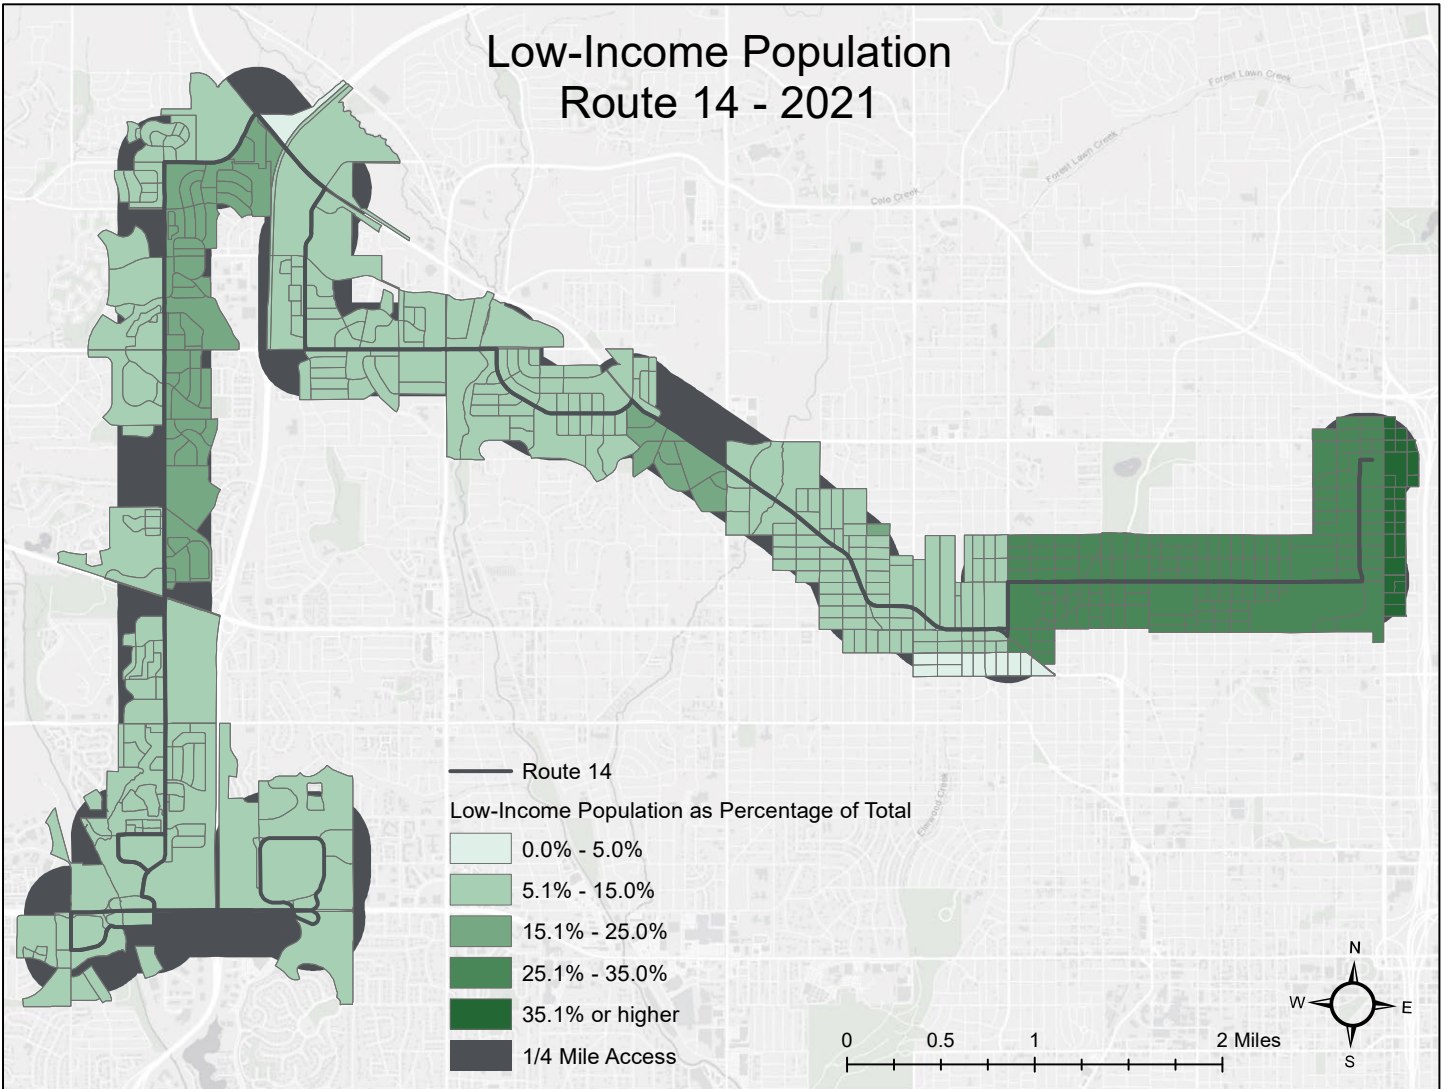 Low-Income Population
Route 14 - 2021
Forest Lawn Creek
Forest Lawn Creek
Cole Creek
Elmwood Creek
Route 14
Low-Income Population as Percentage of Total
0.0% - 5.0%
5.1% - 15.0%
15.1% - 25.0%
25.1% - 35.0%
35.1% or higher
1/4 Mile Access
0 0.5 1 2 Miles
N
W E
S